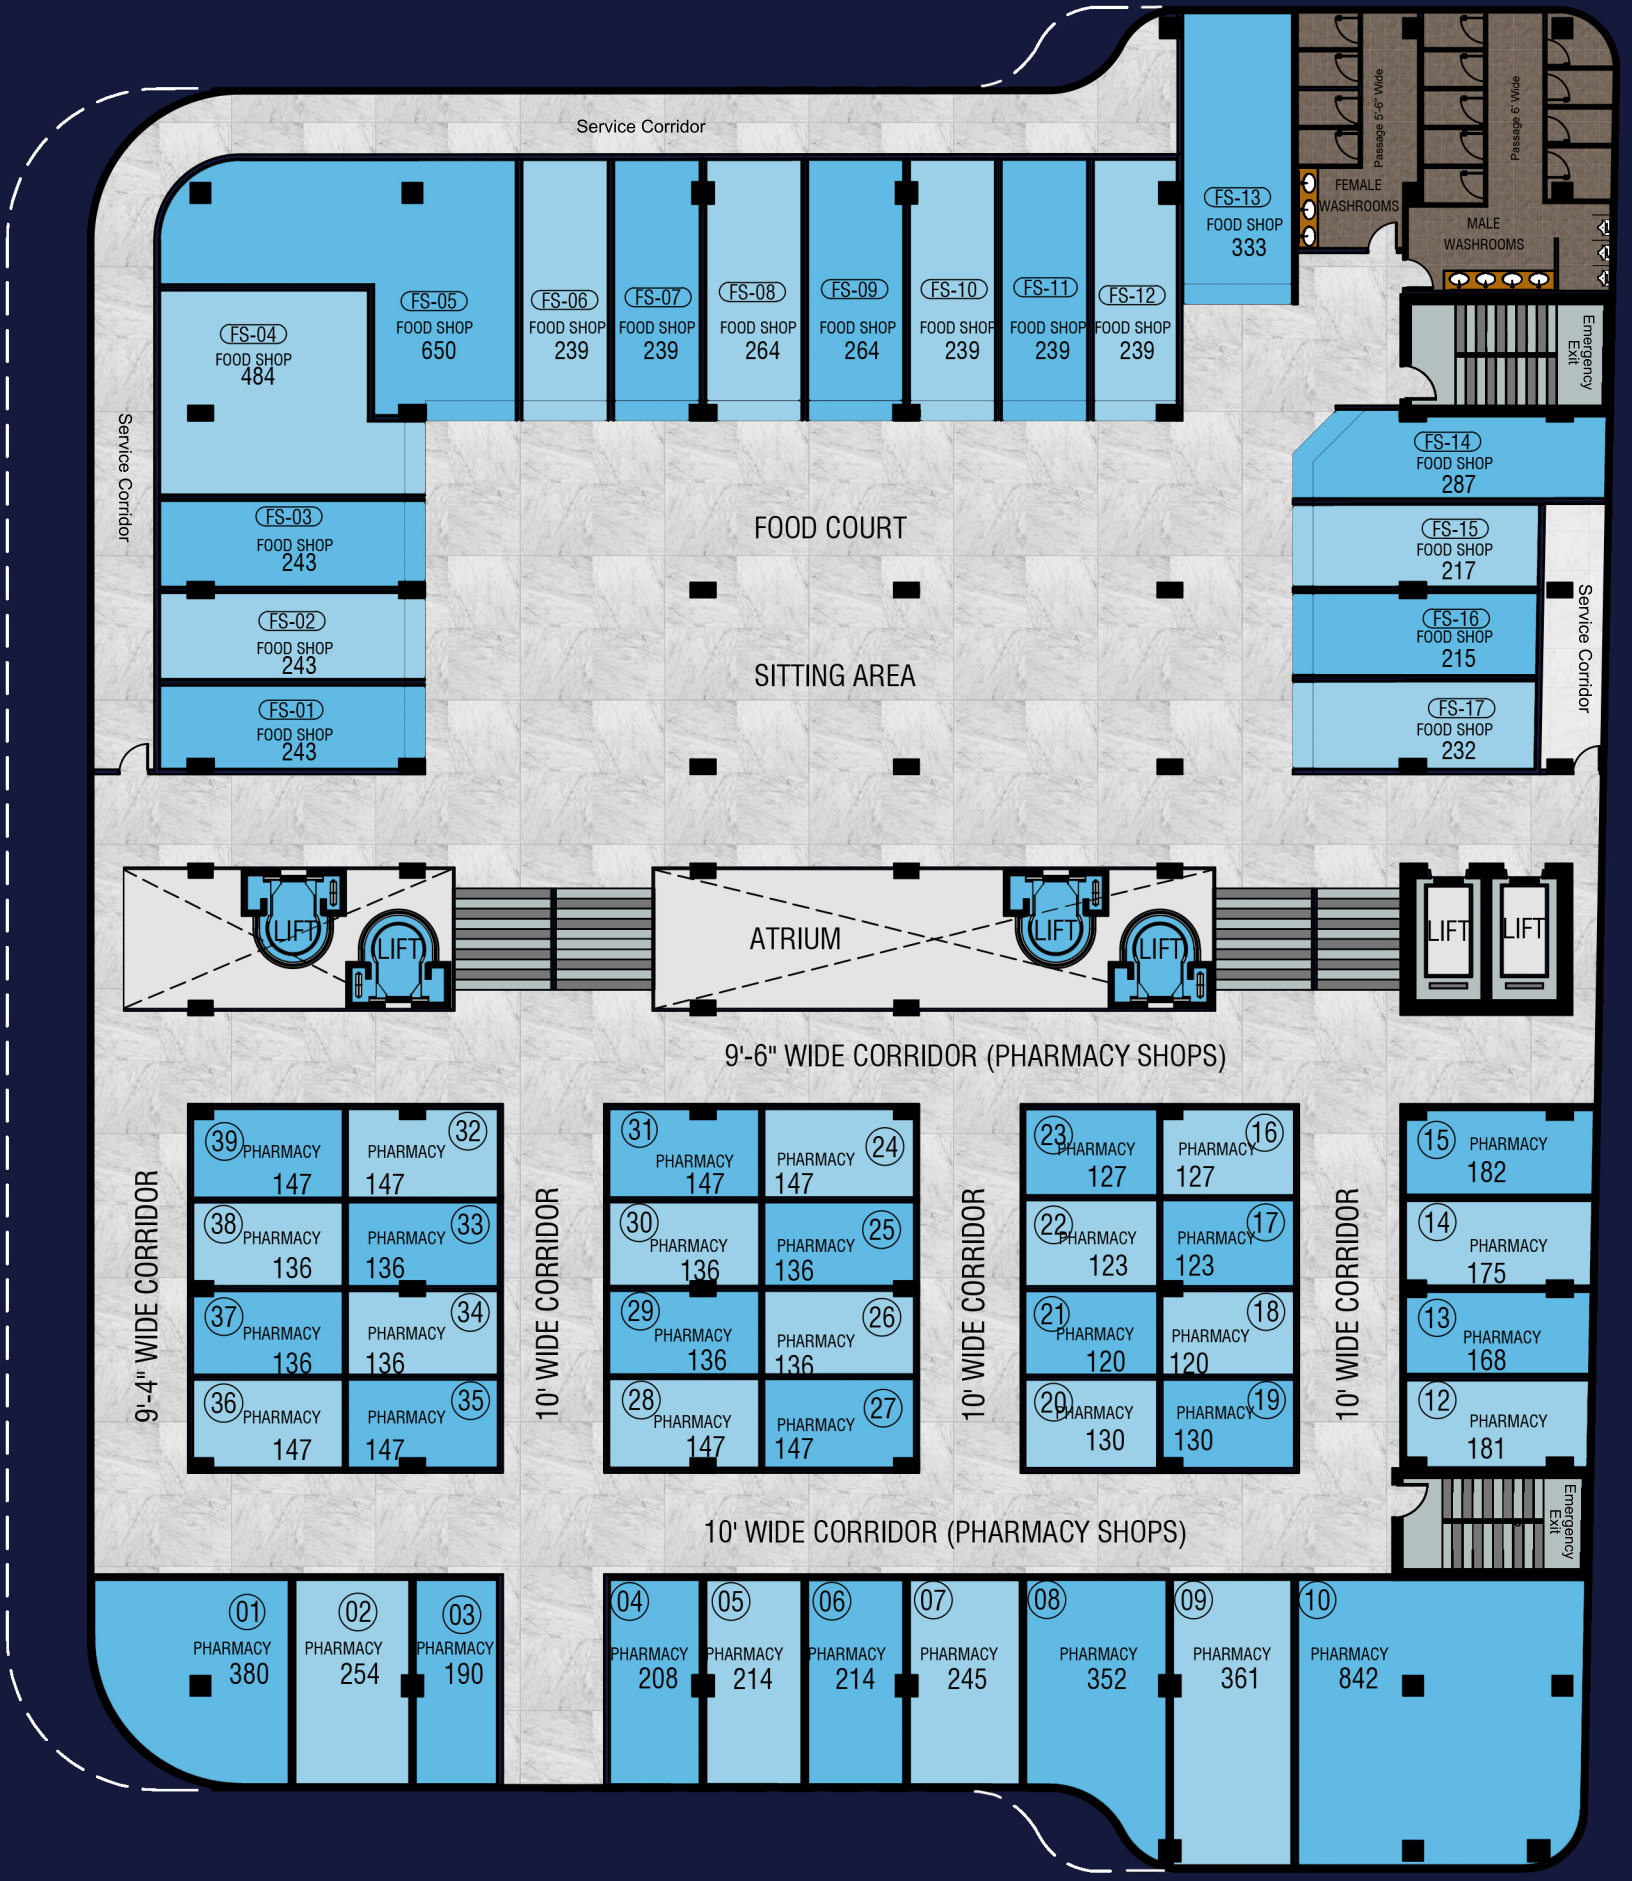 Service Corridor
Passage 5'-6" Wide
Passage 6' Wide
FEMALE
WASHROOMS
MALE
WASHROOMS
FS-13
FOOD SHOP
333
FS-04
FOOD SHOP
484
FS-05
FOOD SHOP
650
FS-06
FOOD SHOP
239
FS-07
FOOD SHOP
239
FS-08
FOOD SHOP
264
FS-09
FOOD SHOP
264
FS-10
FOOD SHOP
239
FS-11
FOOD SHOP
239
FS-12
FOOD SHOP
239
Emergency
Exit
Service Corridor
FS-03
FOOD SHOP
243
FS-02
FOOD SHOP
243
FS-01
FOOD SHOP
243
FOOD COURT
SITTING AREA
FS-14
FOOD SHOP
287
FS-15
FOOD SHOP
217
FS-16
FOOD SHOP
215
FS-17
FOOD SHOP
232
Service Corridor
LIFT
LIFT
ATRIUM
LIFT
LIFT
LIFT
LIFT
9'-6" WIDE CORRIDOR (PHARMACY SHOPS)
9'-4" WIDE CORRIDOR
39
PHARMACY
147
32
PHARMACY
147
38
PHARMACY
136
33
PHARMACY
136
37
PHARMACY
136
34
PHARMACY
136
36
PHARMACY
147
35
PHARMACY
147
10' WIDE CORRIDOR
31
PHARMACY
147
24
PHARMACY
147
30
PHARMACY
136
25
PHARMACY
136
29
PHARMACY
136
26
PHARMACY
136
28
PHARMACY
147
27
PHARMACY
147
10' WIDE CORRIDOR
23
PHARMACY
127
16
PHARMACY
127
22
PHARMACY
123
17
PHARMACY
123
21
PHARMACY
120
18
PHARMACY
120
20
PHARMACY
130
19
PHARMACY
130
10' WIDE CORRIDOR
15
PHARMACY
182
14
PHARMACY
175
13
PHARMACY
168
12
PHARMACY
181
Emergency
Exit
10' WIDE CORRIDOR (PHARMACY SHOPS)
01
PHARMACY
380
02
PHARMACY
254
03
PHARMACY
190
04
PHARMACY
208
05
PHARMACY
214
06
PHARMACY
214
07
PHARMACY
245
08
PHARMACY
352
09
PHARMACY
361
10
PHARMACY
842